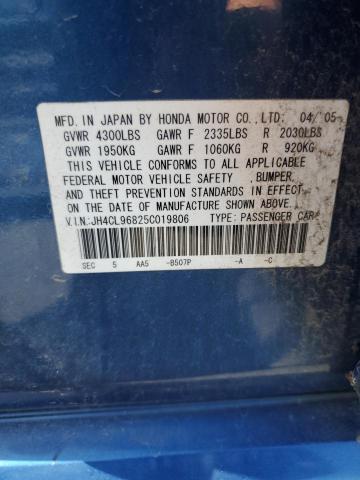 MFD. IN JAPAN BY HONDA MOTOR CO., LTD. 04/'05
GVWR 4300LBS GAWR F 2335LBS R 2030LBS
GVWR 1950KG GAWR F 1060KG R 920KG
THIS VEHICLE CONFORMS TO ALL APPLICABLE
FEDERAL MOTOR VEHICLE SAFETY, BUMPER,
AND THEFT PREVENTION STANDARDS IN EFFECT
ON THE DATE OF MANUFACTURE SHOWN ABOVE.
V.I.N:JH4CL96825C019806 TYPE: PASSENGER CAR
SEC 5 AA5 -B507P -A -C